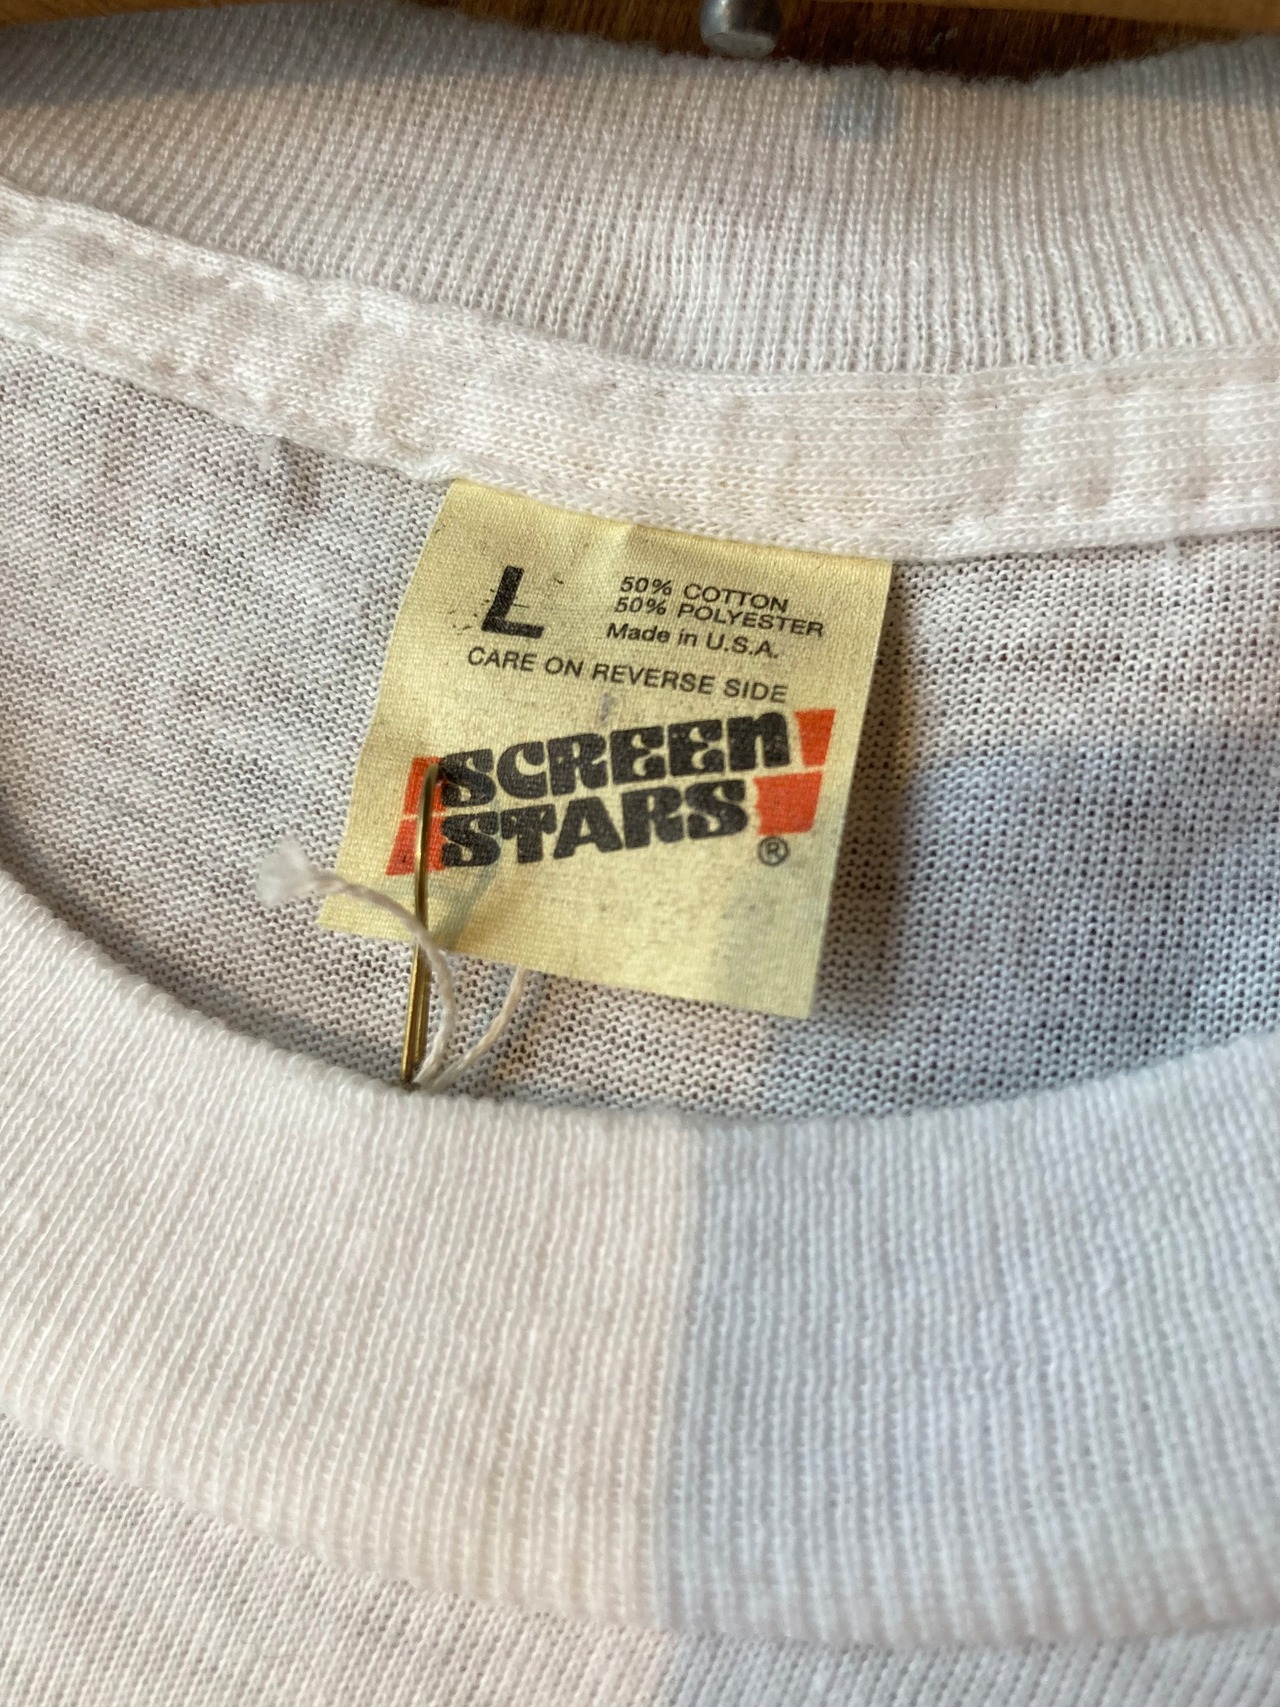 L
50% COTTON
50% POLYESTER
Made in U.S.A.
CARE ON REVERSE SIDE
SCREEN
STARS
®